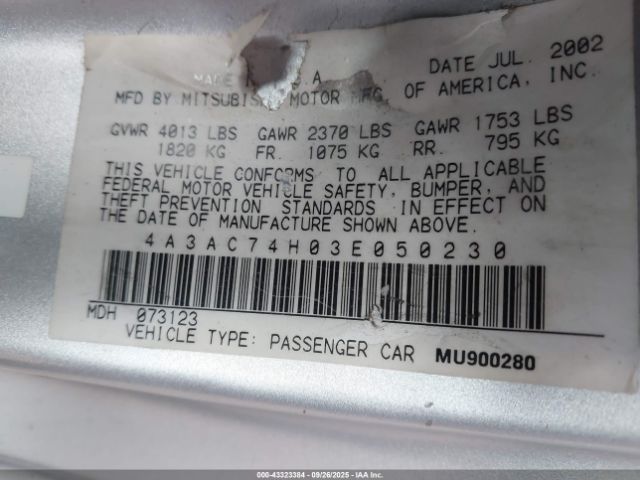 MADE A DATE JUL. 2002
MFD BY MITSUBIS MOTOR MFG. OF AMERICA, INC.
GVWR 4013 LBS GAWR 2370 LBS GAWR 1753 LBS
1820 KG FR. 1075 KG RR. 795 KG
THIS VEHICLE CONFORMS TO ALL APPLICABLE
FEDERAL MOTOR VEHICLE SAFETY, BUMPER, AND
THEFT PREVENTION STANDARDS IN EFFECT ON
THE DATE OF MANUFACTURE SHOWN ABOVE.
4A3AC74H03E050230
MDH 073123
VEHICLE TYPE: PASSENGER CAR MU900280
000-43323384 | 09/26/2025 | IAA Inc.